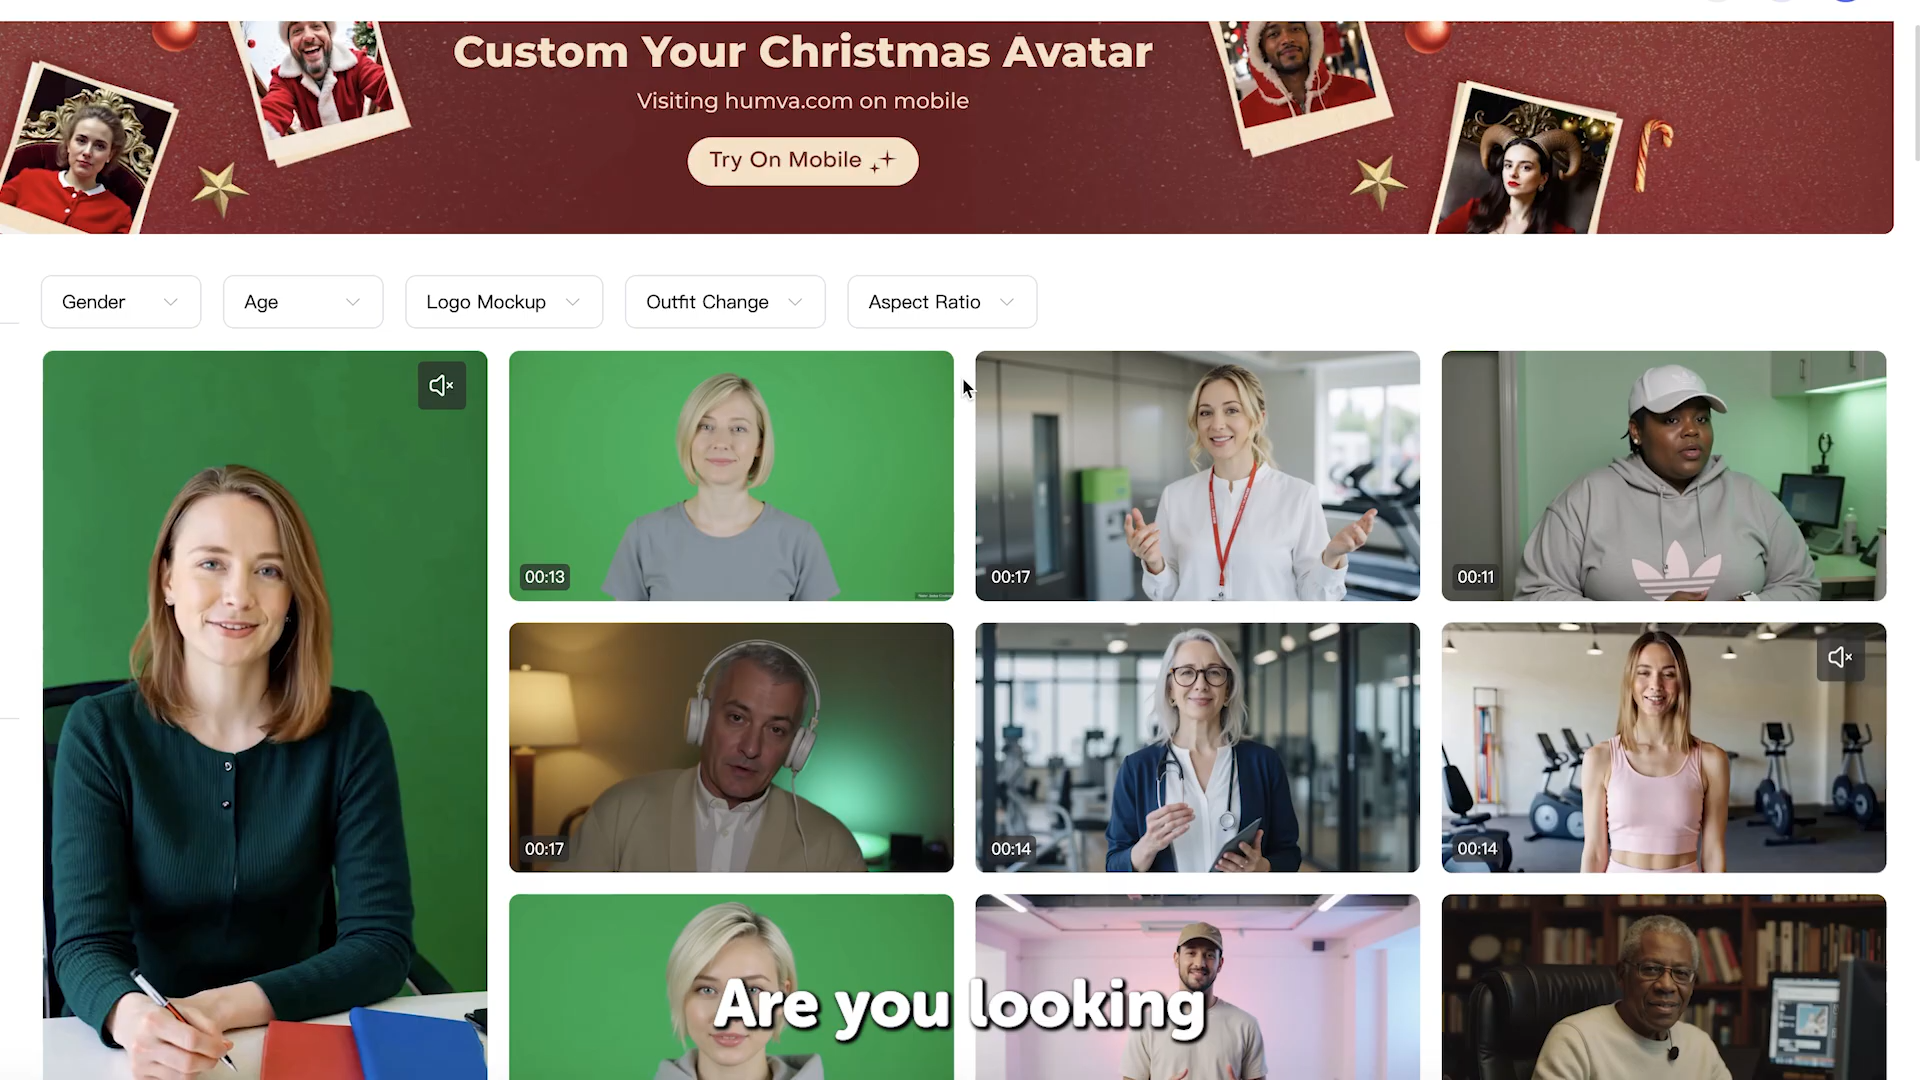 Custom Your Christmas Avatar
Visiting humva.com on mobile
Try On Mobile
Gender
Age
Logo Mockup
Outfit Change
Aspect Ratio
00:13
00:17
00:11
00:17
00:14
00:14
Are you looking